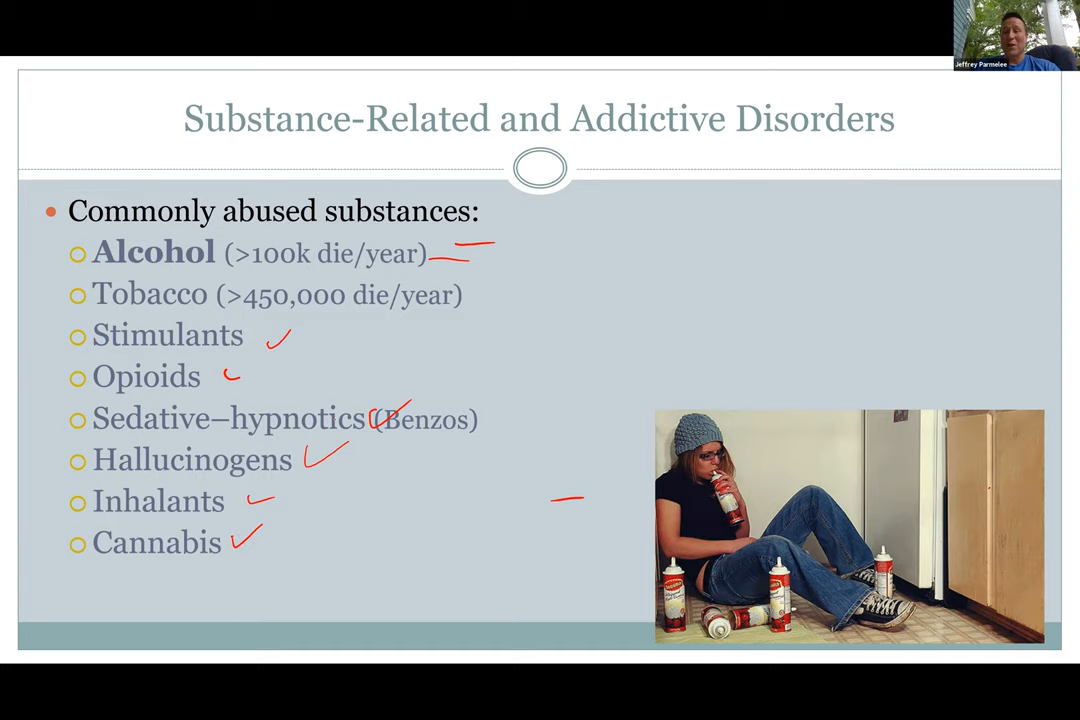 Jeffrey Parmelee
Substance-Related and Addictive Disorders
Commonly abused substances:
Alcohol (>100k die/year)
Tobacco (>450,000 die/year)
Stimulants
Opioids
Sedative–hypnotics (Benzos)
Hallucinogens
Inhalants
Cannabis